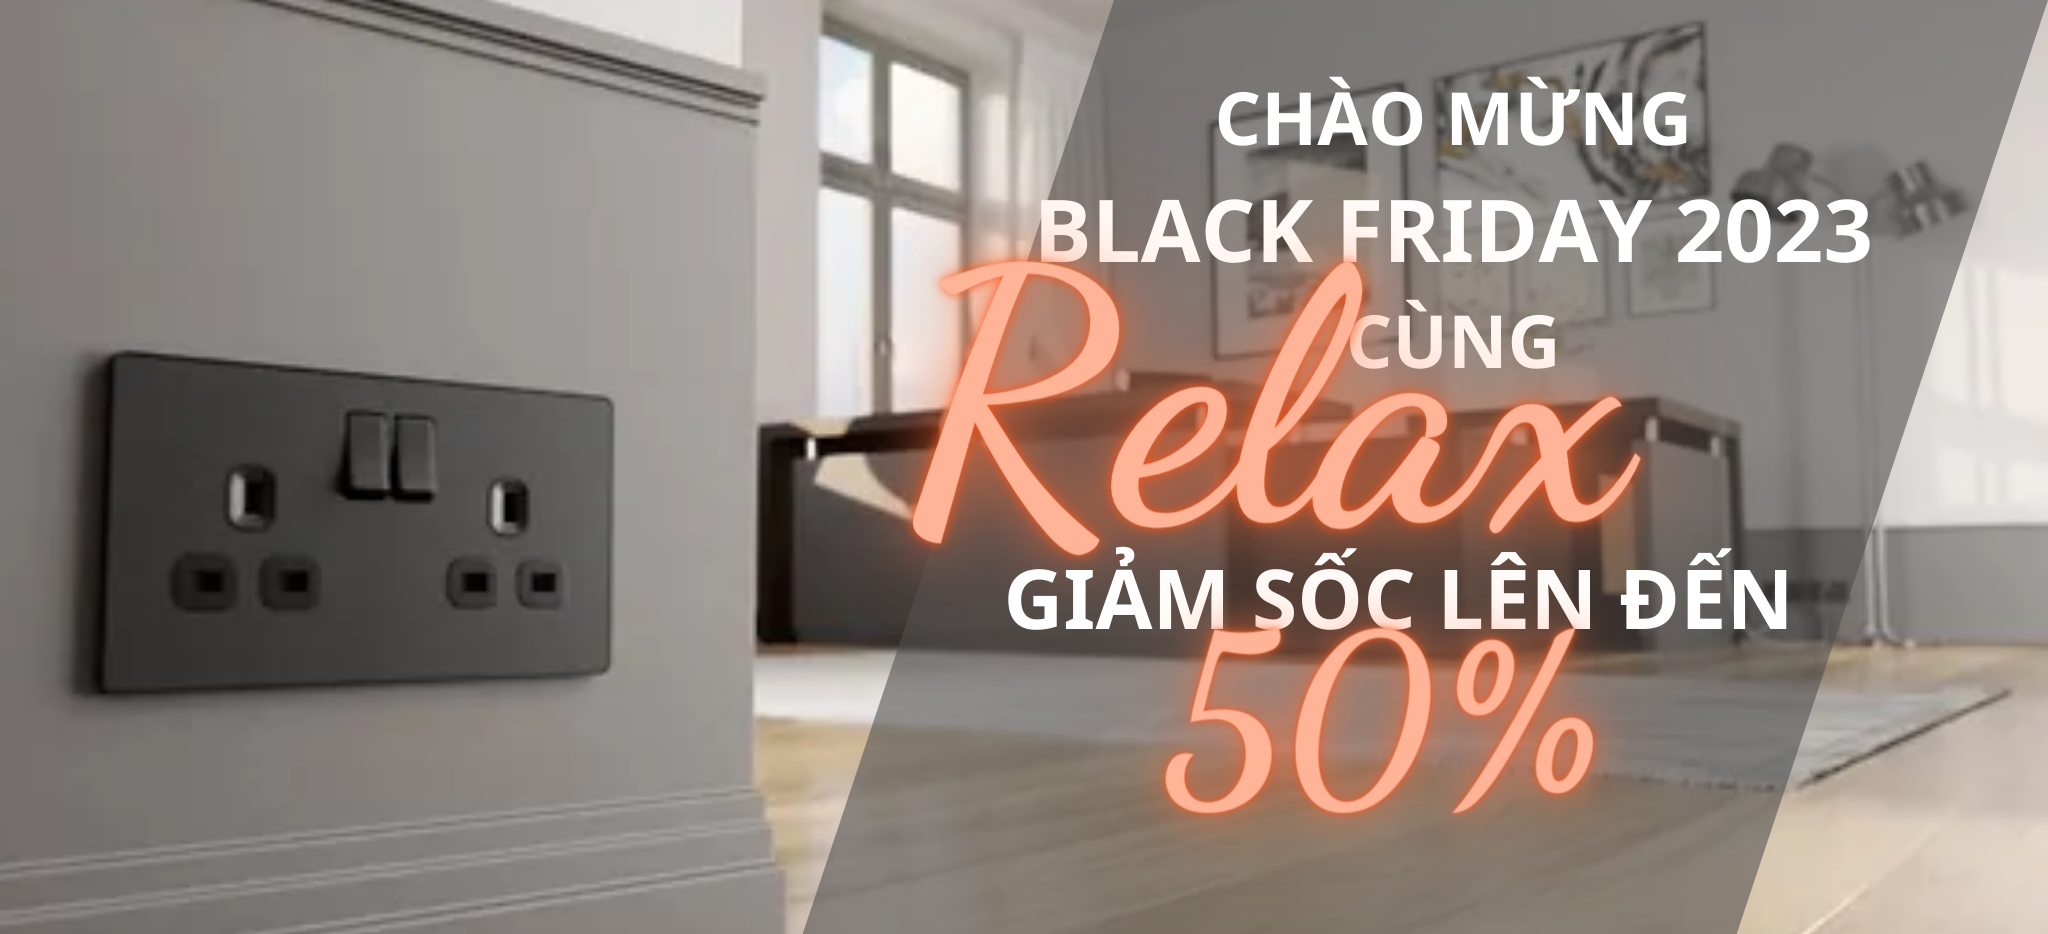 CHÀO MỪNG
BLACK FRIDAY 2023
CÙNG
Relax
GIẢM SỐC LÊN ĐẾN
50%